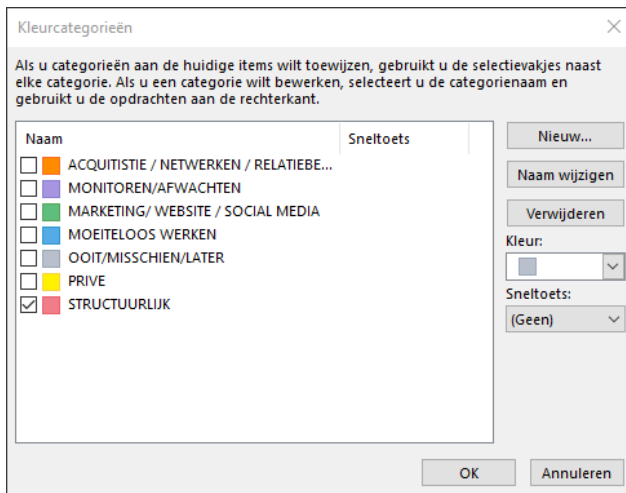 Kleurcategorieën
Als u categorieën aan de huidige items wilt toewijzen, gebruikt u de selectievakjes naast
elke categorie. Als u een categorie wilt bewerken, selecteert u de categorienaam en
gebruikt u de opdrachten aan de rechterkant.
Naam Sneltoets
ACQUITISTIE / NETWERKEN / RELATIEBE...
MONITOREN/AFWACHTEN
MARKETING/ WEBSITE / SOCIAL MEDIA
MOEITELOOS WERKEN
OOIT/MISSCHIEN/LATER
PRIVE
STRUCTUURLIJK
Nieuw...
Naam wijzigen
Verwijderen
Kleur:
Sneltoets:
(Geen)
OK Annuleren